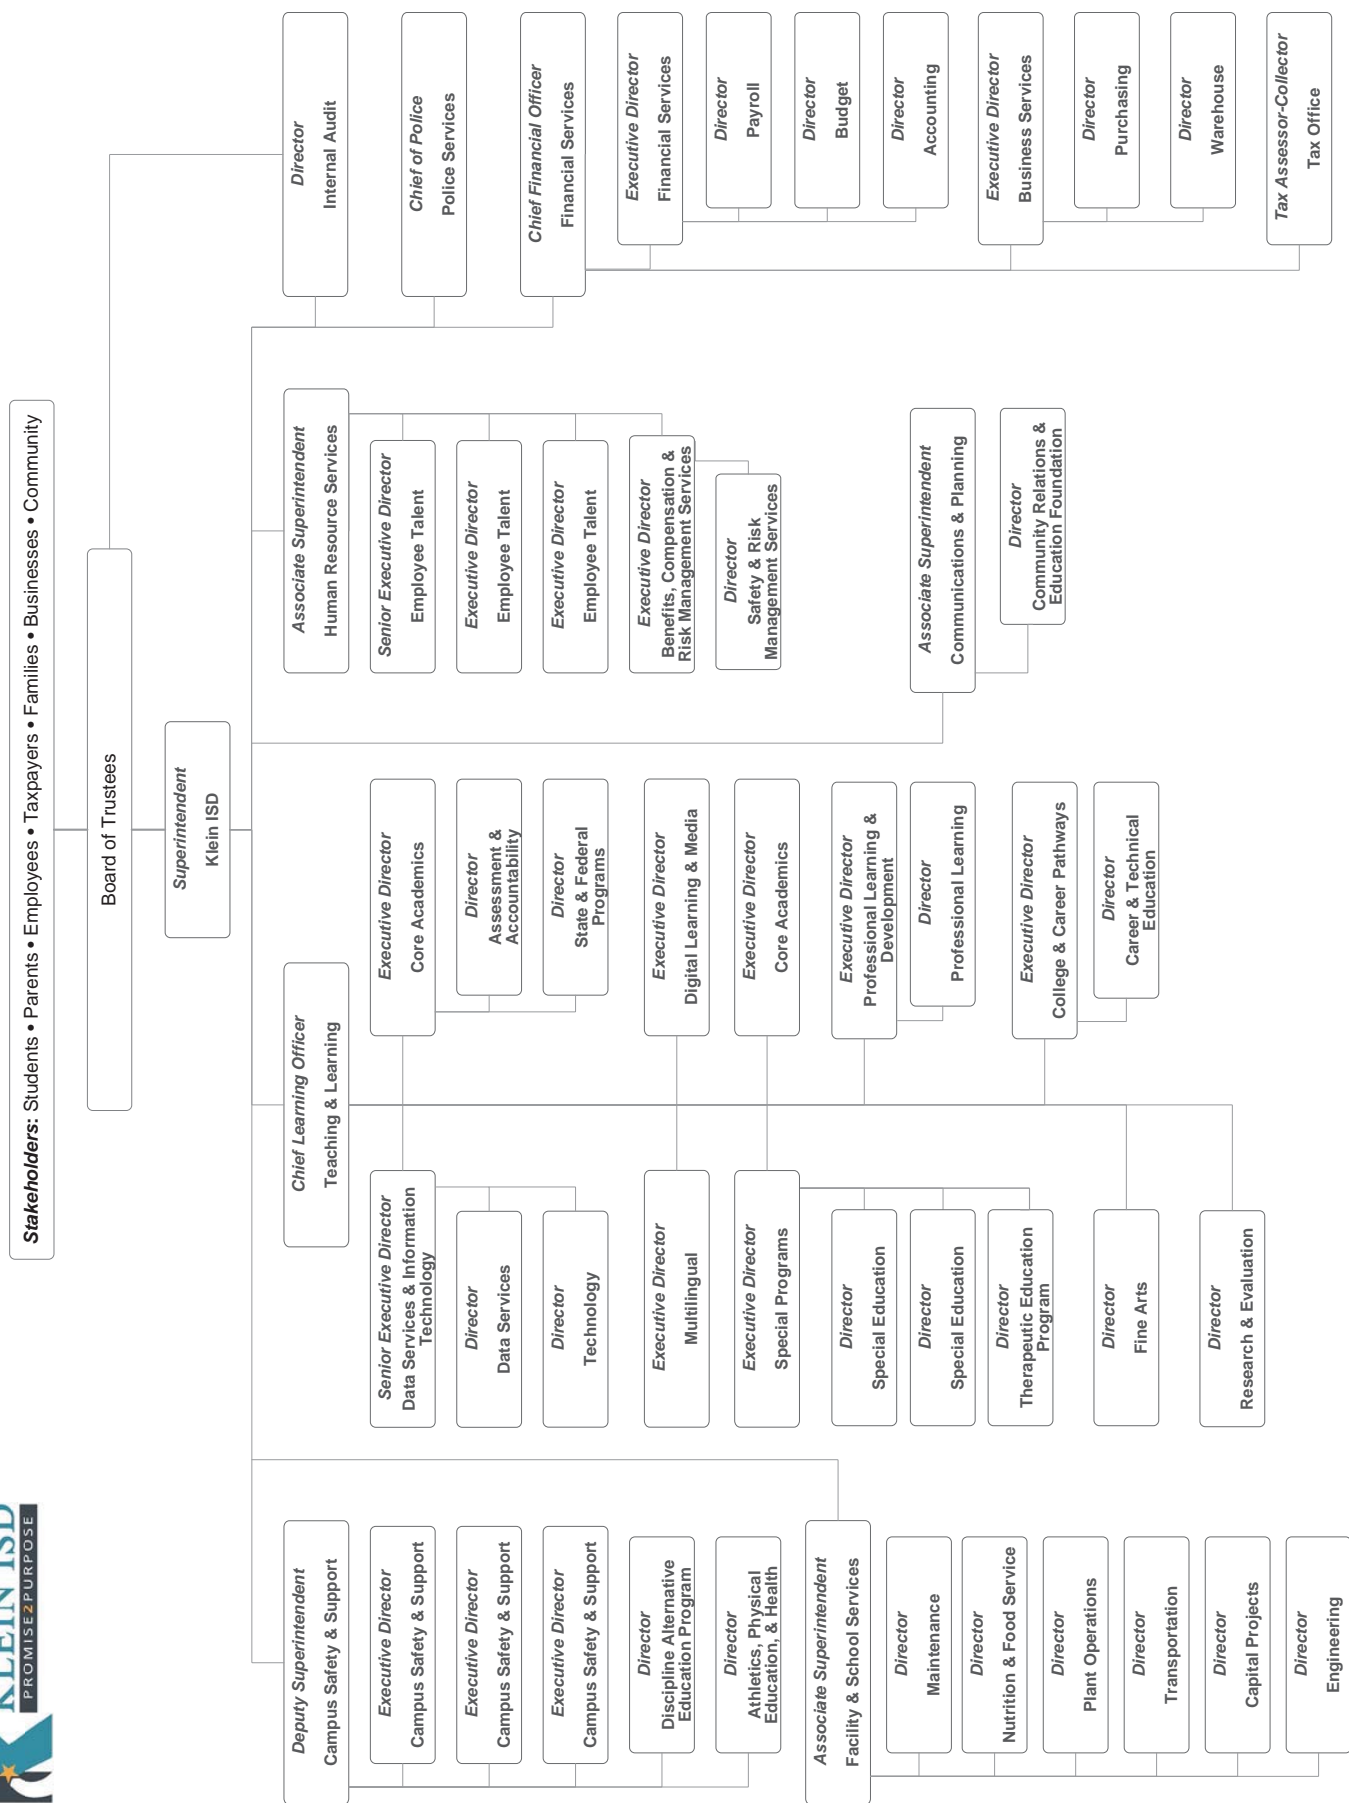 KLEIN ISD
PROMISE2PURPOSE
Stakeholders: Students • Parents • Employees • Taxpayers • Families • Businesses • Community
Board of Trustees
Superintendent
Klein ISD
Deputy Superintendent
Campus Safety & Support
Executive Director
Campus Safety & Support
Executive Director
Campus Safety & Support
Executive Director
Campus Safety & Support
Director
Discipline Alternative
Education Program
Director
Athletics, Physical
Education, & Health
Associate Superintendent
Facility & School Services
Director
Maintenance
Director
Nutrition & Food Service
Director
Plant Operations
Director
Transportation
Director
Capital Projects
Director
Engineering
Chief Learning Officer
Teaching & Learning
Senior Executive Director
Data Services & Information
Technology
Director
Data Services
Director
Technology
Executive Director
Multilingual
Executive Director
Special Programs
Director
Special Education
Director
Special Education
Director
Therapeutic Education
Program
Director
Fine Arts
Director
Research & Evaluation
Executive Director
Core Academics
Director
Assessment &
Accountability
Director
State & Federal
Programs
Executive Director
Digital Learning & Media
Executive Director
Core Academics
Executive Director
Professional Learning &
Development
Director
Professional Learning
Executive Director
College & Career Pathways
Director
Career & Technical
Education
Associate Superintendent
Human Resource Services
Senior Executive Director
Employee Talent
Executive Director
Employee Talent
Executive Director
Employee Talent
Executive Director
Benefits, Compensation &
Risk Management Services
Director
Safety & Risk
Management Services
Associate Superintendent
Communications & Planning
Director
Community Relations &
Education Foundation
Director
Internal Audit
Chief of Police
Police Services
Chief Financial Officer
Financial Services
Executive Director
Financial Services
Director
Payroll
Director
Budget
Director
Accounting
Executive Director
Business Services
Director
Purchasing
Director
Warehouse
Tax Assessor-Collector
Tax Office